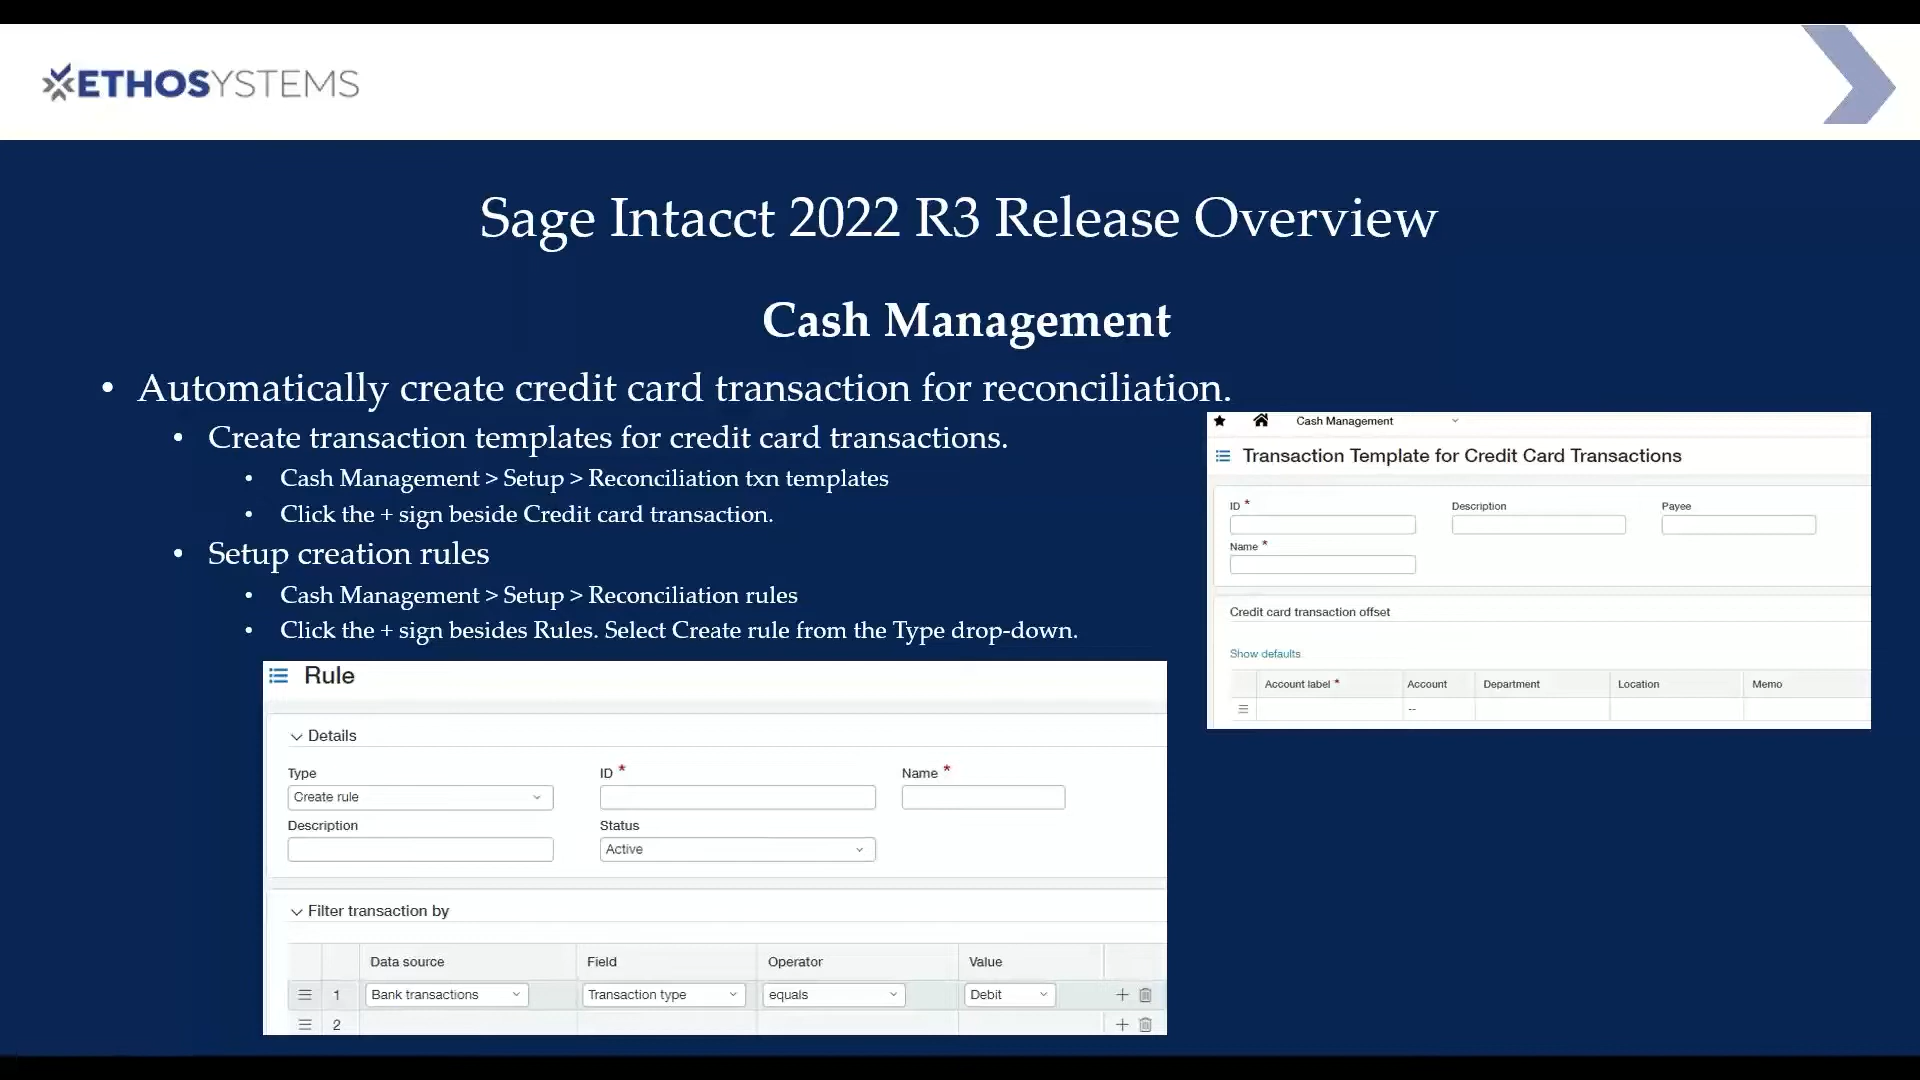 ETHOSYSTEMS
Sage Intacct 2022 R3 Release Overview
Cash Management
• Automatically create credit card transaction for reconciliation.
• Create transaction templates for credit card transactions.
• Cash Management > Setup > Reconciliation txn templates
• Click the + sign beside Credit card transaction.
• Setup creation rules
• Cash Management > Setup > Reconciliation rules
• Click the + sign besides Rules. Select Create rule from the Type drop-down.
Cash Management
Transaction Template for Credit Card Transactions
ID * Description Payee
Name *
Credit card transaction offset
Show defaults
Account label * Account Department Location Memo
--
Rule
Details
Type ID * Name *
Create rule
Description Status
Active
Filter transaction by
Data source Field Operator Value
1 Bank transactions Transaction type equals Debit +
2 +